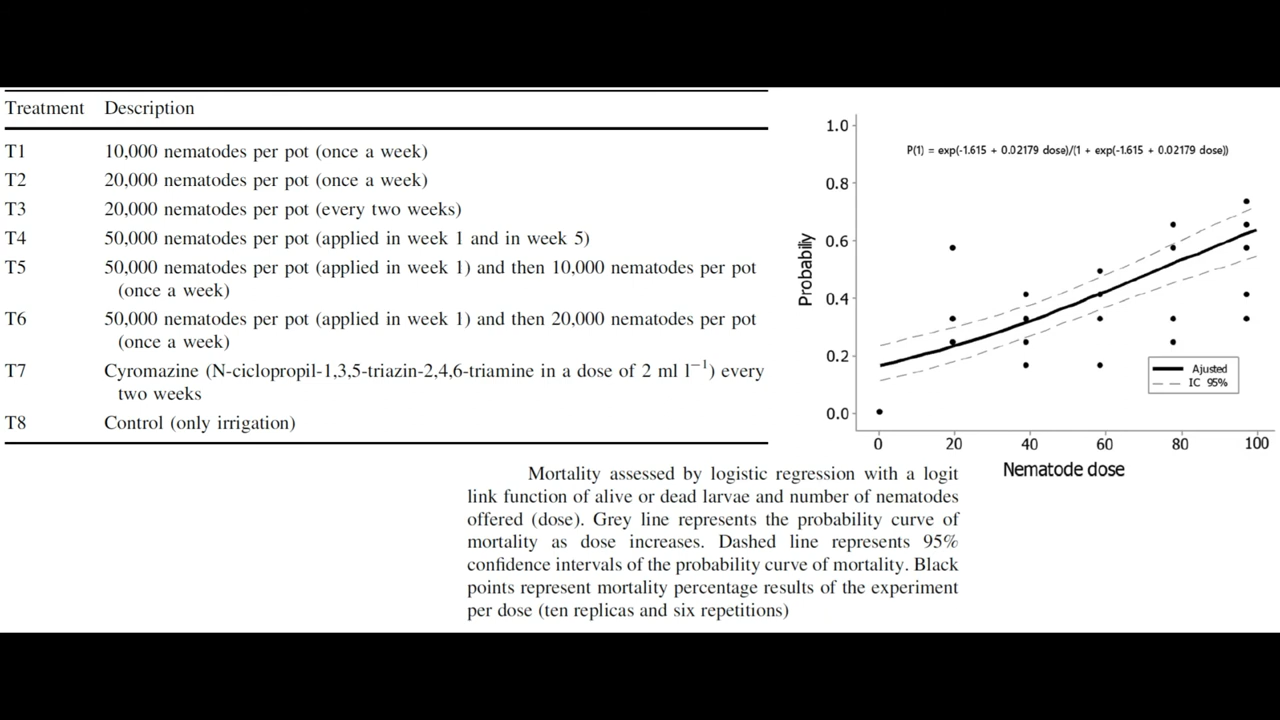 Treatment Description
T1 10,000 nematodes per pot (once a week)
T2 20,000 nematodes per pot (once a week)
T3 20,000 nematodes per pot (every two weeks)
T4 50,000 nematodes per pot (applied in week 1 and in week 5)
T5 50,000 nematodes per pot (applied in week 1) and then 10,000 nematodes per pot
(once a week)
T6 50,000 nematodes per pot (applied in week 1) and then 20,000 nematodes per pot
(once a week)
T7 Cyromazine (N-ciclopropil-1,3,5-triazin-2,4,6-triamine in a dose of 2 ml l⁻¹) every
two weeks
T8 Control (only irrigation)
P(1) = exp(-1.615 + 0.02179 dose)/(1 + exp(-1.615 + 0.02179 dose))
1.0
0.8
0.6
0.4
0.2
0.0
Probabiliy
Ajusted
IC 95%
0 20 40 60 80 100
Nematode dose
Mortality assessed by logistic regression with a logit
link function of alive or dead larvae and number of nematodes
offered (dose). Grey line represents the probability curve of
mortality as dose increases. Dashed line represents 95%
confidence intervals of the probability curve of mortality. Black
points represent mortality percentage results of the experiment
per dose (ten replicas and six repetitions)